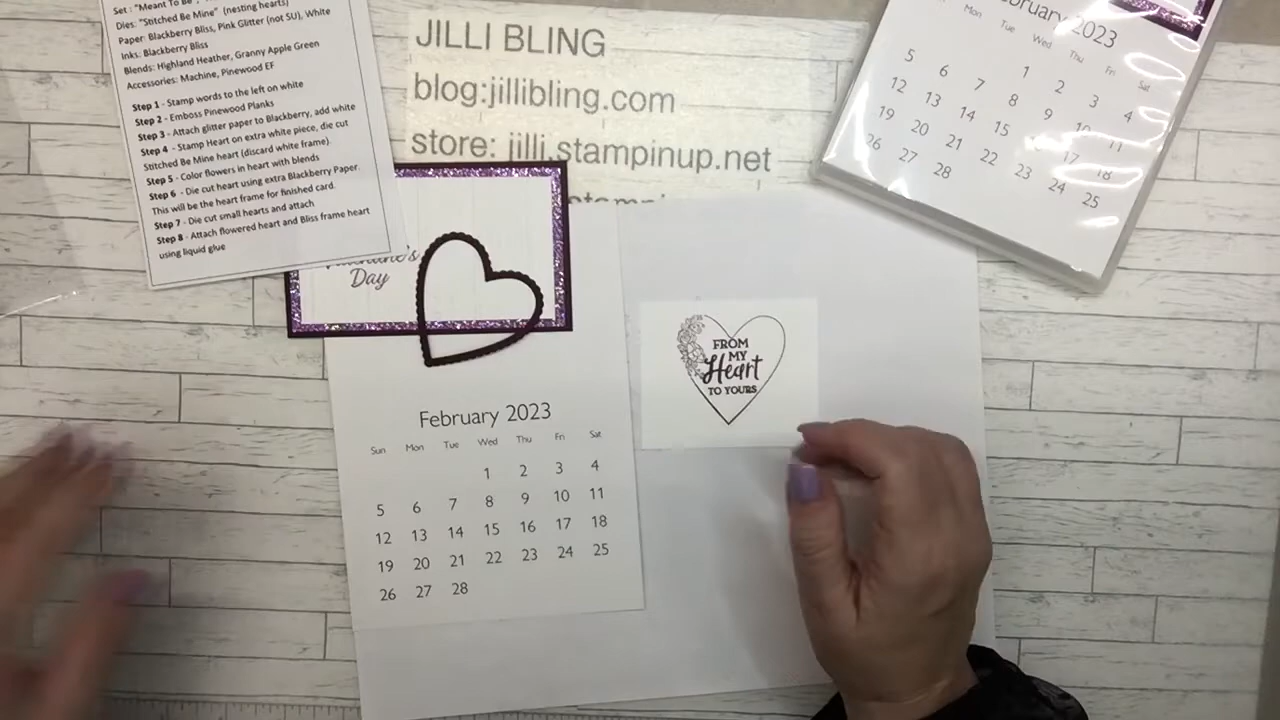 Set : "Meant To Be",
Dies: "Stitched Be Mine" (nesting hearts)
Paper: Blackberry Bliss, Pink Glitter (not SU), White
Inks: Blackberry Bliss
Blends: Highland Heather, Granny Apple Green
Accessories: Machine, Pinewood EF
Step 1 - Stamp words to the left on white
Step 2 - Emboss Pinewood Planks
Step 3 - Attach glitter paper to Blackberry, add white
Step 4 - Stamp Heart on extra white piece, die cut
Stitched Be Mine heart (discard white frame).
Step 5 - Color flowers in heart with blends
Step 6 - Die cut heart using extra Blackberry Paper.
This will be the heart frame for finished card.
Step 7 - Die cut small hearts and attach
Step 8 - Attach flowered heart and Bliss frame heart
using liquid glue
JILLI BLING
blog:jillibling.com
store: jilli.stampinup.net
Day
FROM
MY
Heart
TO YOURS
February 2023
Sun Mon Tue Wed Thu Fri Sat
1 2 3 4
5 6 7 8 9 10 11
12 13 14 15 16 17 18
19 20 21 22 23 24 25
26 27 28
2023
Mon Tue Wed Thu Fri Sat
1 2 3 4
5 6 7 8 9 10 11
12 13 14 15 17 18
19 20 21 22 23 24 25
26 27 28